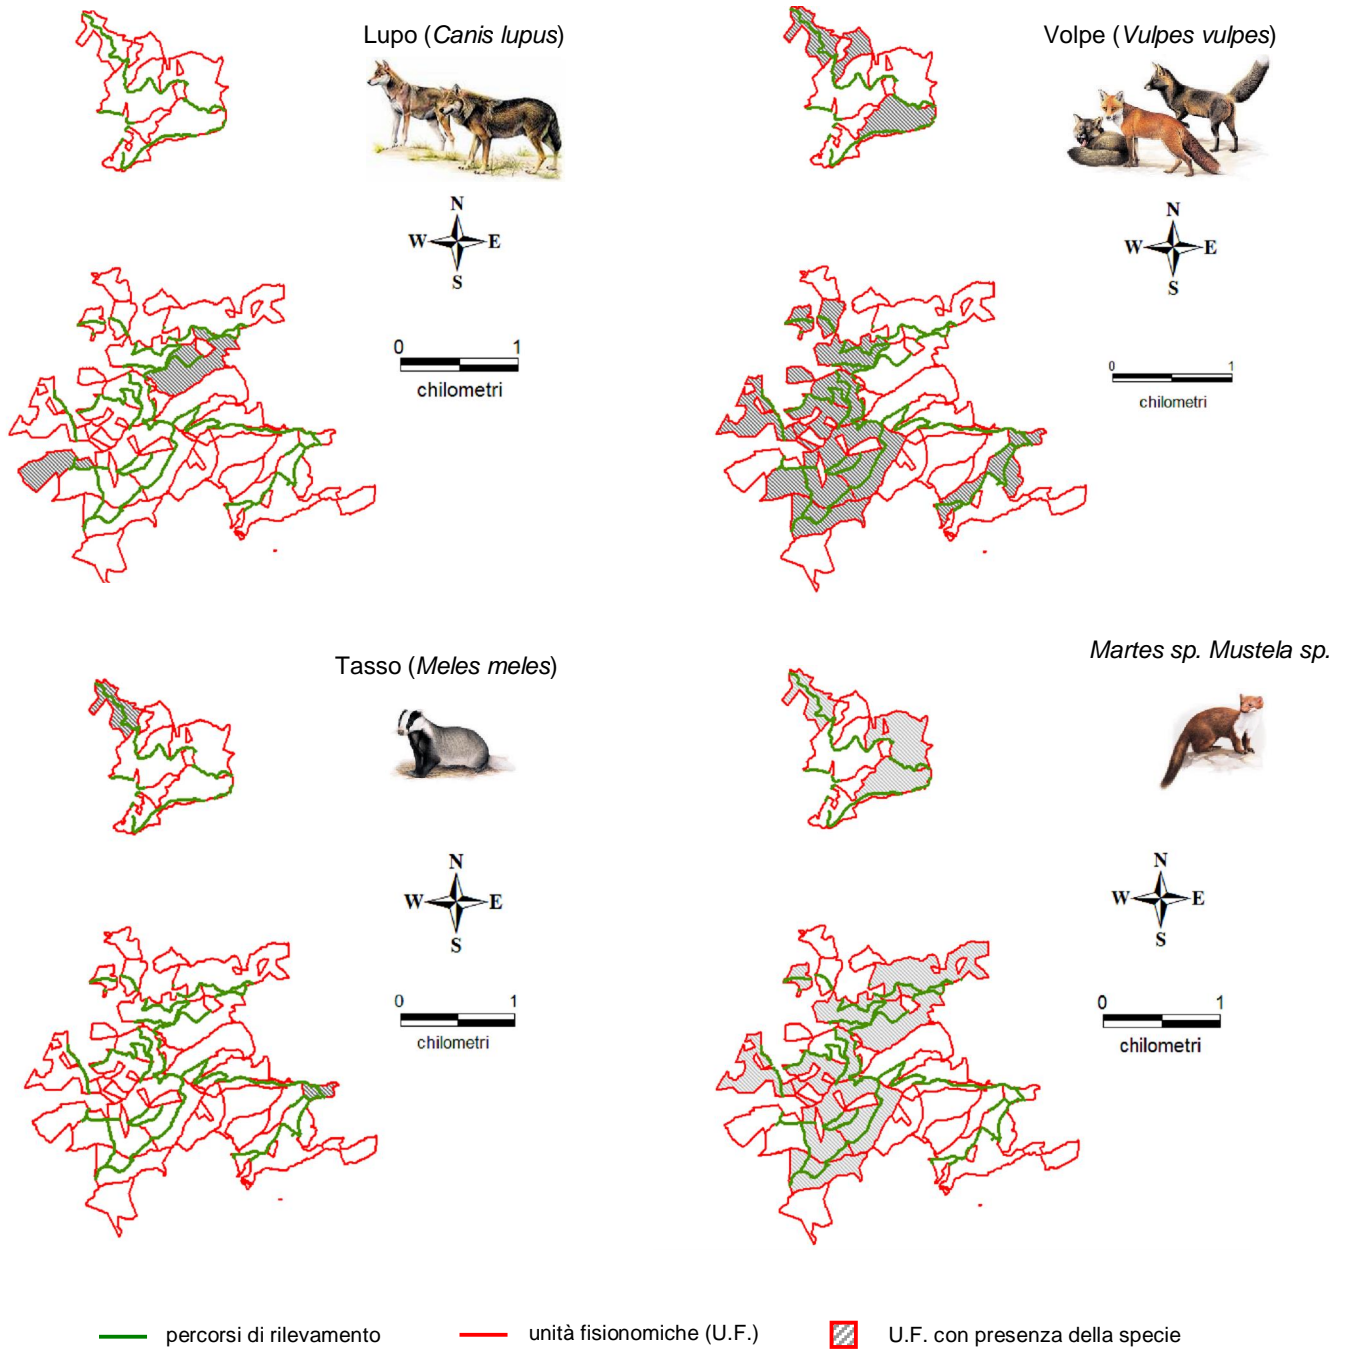 Lupo (Canis lupus)
N
W E
S
0 1
chilometri
Volpe (Vulpes vulpes)
N
W E
S
0 1
chilometri
Tasso (Meles meles)
N
W E
S
0 1
chilometri
Martes sp. Mustela sp.
N
W E
S
0 1
chilometri
percorsi di rilevamento
unità fisionomiche (U.F.)
U.F. con presenza della specie